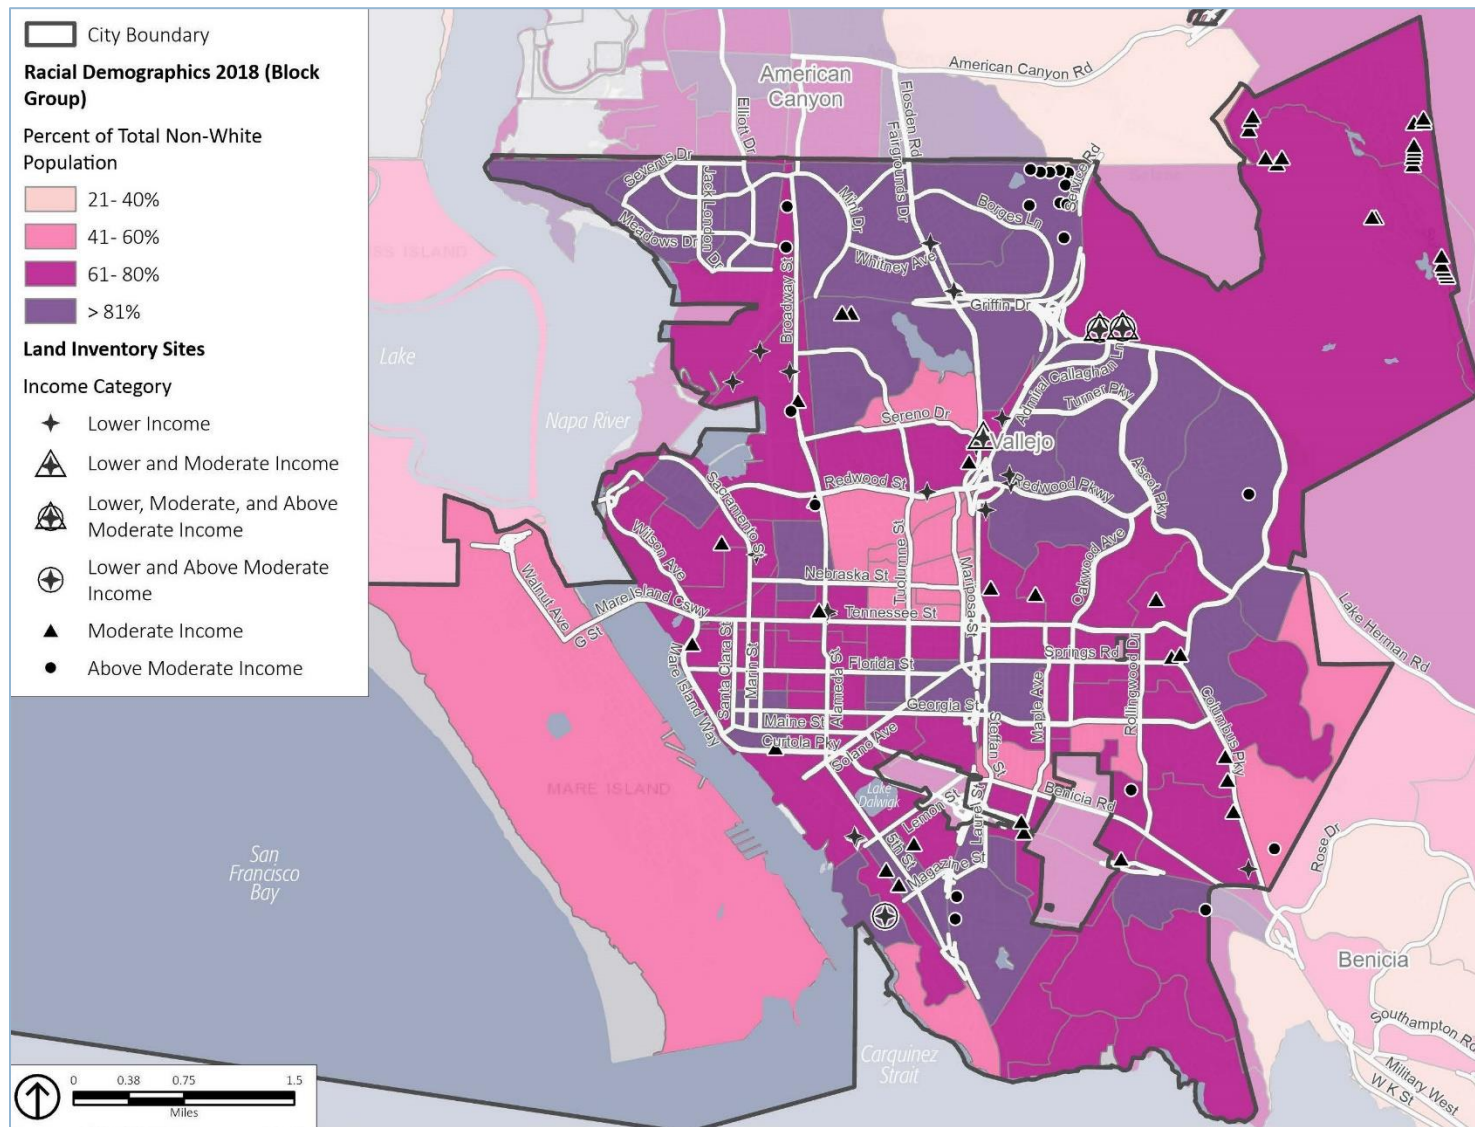 City Boundary
Racial Demographics 2018 (Block
Group)
Percent of Total Non-White
Population
21- 40%
41- 60%
61- 80%
> 81%
Land Inventory Sites
Income Category
Lower Income
Lower and Moderate Income
Lower, Moderate, and Above
Moderate Income
Lower and Above Moderate
Income
Moderate Income
Above Moderate Income
0 0.38 0.75 1.5
Miles
American Canyon Rd
American
Canyon
Elliott Dr
Flosden Rd
Fairgrounds Dr
Service Rd
Severus Dr
Jack London Dr
Meadows Dr
Mini Dr
Borges Ln
Whitney Ave
Broadway St
Griffin Dr
Lake
Napa River
Admiral Callaghan Ln
Turner Pky
Sereno Dr
Vallejo
Ascot Pky
Redwood St
Redwood Pkwy
Sacramento St
Wilson Ave
Tuolumne St
Mariposa St
Oakwood Ave
Nebraska St
Walnut Ave
G St
Mare Island Cswy
Tennessee St
Lake Herman Rd
Santa Clara St
Marin St
Florida St
Springs Rd
Rollingwood Dr
Mare Island Way
Alameda St
Georgia St
Maple Ave
Columbus Pky
Maine St
Curtola Pky
Solano Ave
Steffan St
MARE ISLAND
Lake
Dalwigk
Lemon St
Laurel St
Benicia Rd
5th St
Magazine St
Rose Dr
San
Francisco
Bay
Benicia
Southampton Rd
Carquinez
Strait
Military West
W K St